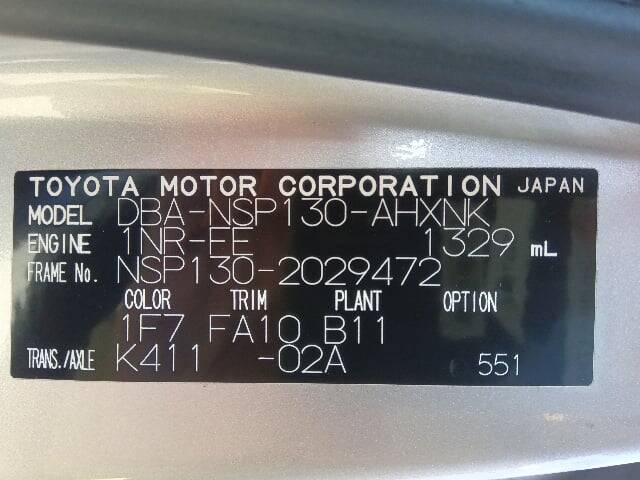 TOYOTA MOTOR CORPORATION JAPAN
MODEL DBA-NSP130-AHXNK
ENGINE 1NR-FE 1329 mL
FRAME No. NSP130-2029472
COLOR TRIM PLANT OPTION
1F7 FA10 B11
TRANS./AXLE K411 -02A 551